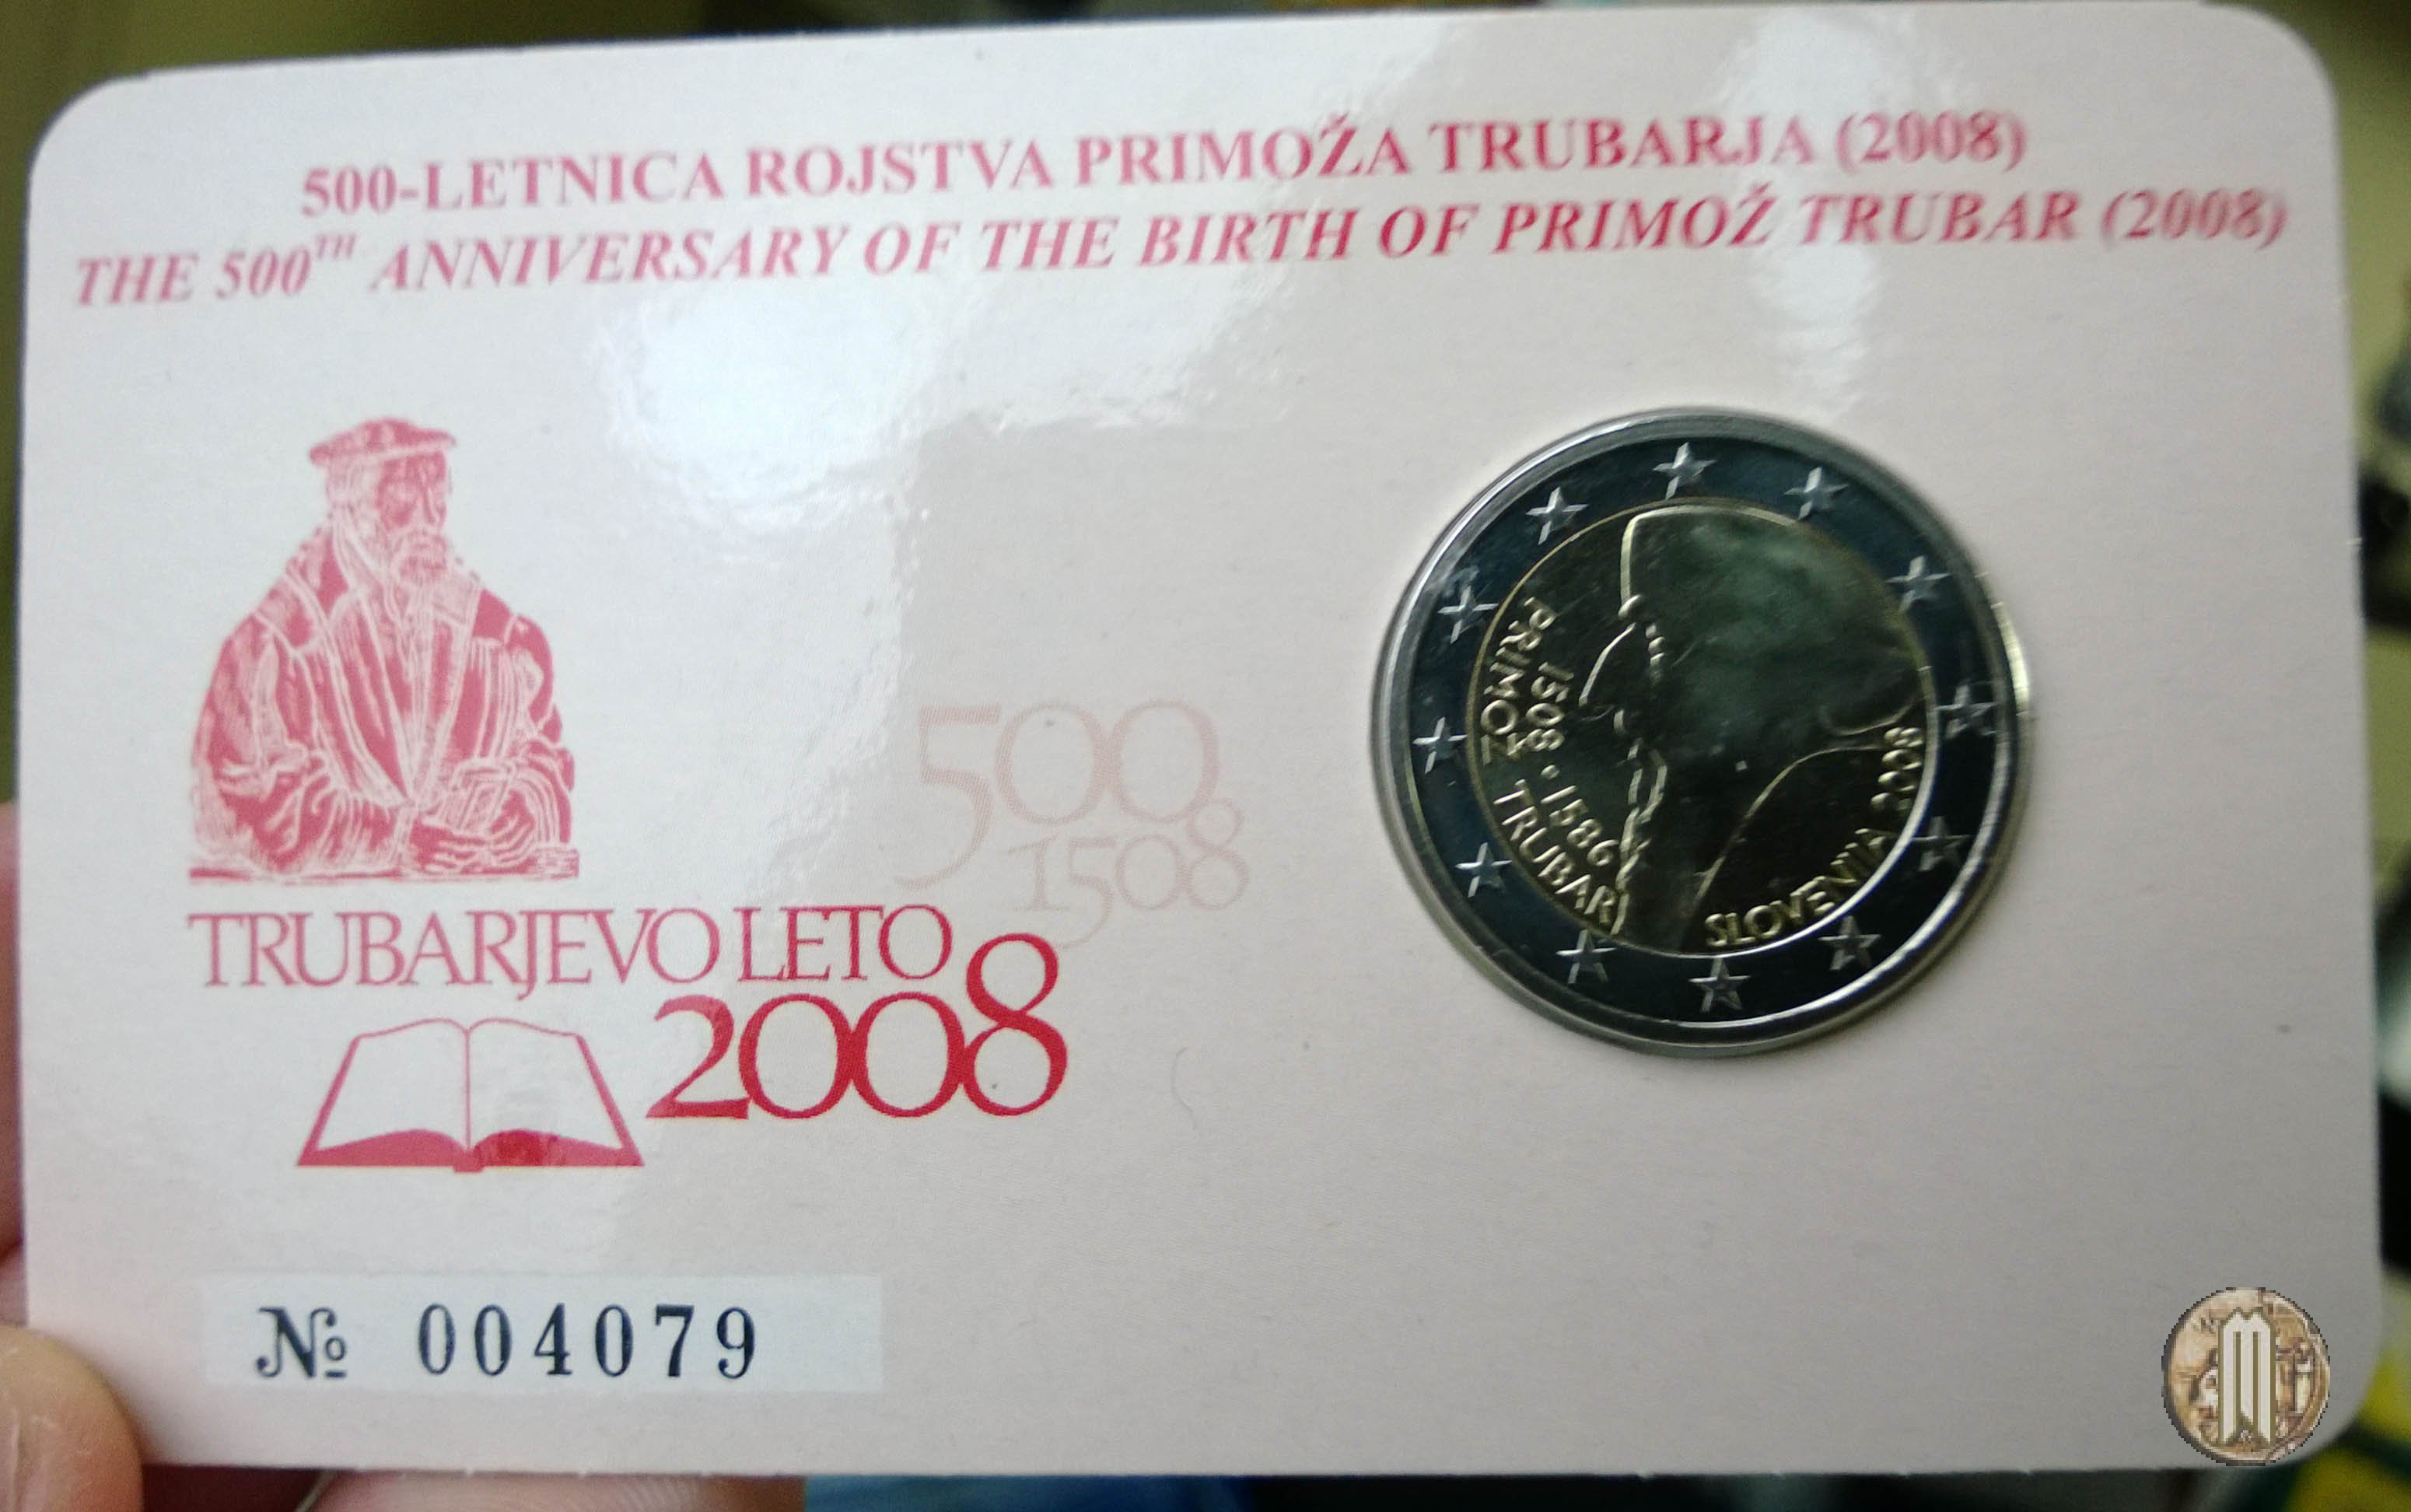 500-LETNICA ROJSTVA PRIMOŽA TRUBARJA (2008)
THE 500TH ANNIVERSARY OF THE BIRTH OF PRIMOŽ TRUBAR (2008)
500
1508
TRUBARJEVO LETO
2008
PRIMOŽ TRUBAR
1508 · 1586
SLOVENIJA 2008
№ 004079